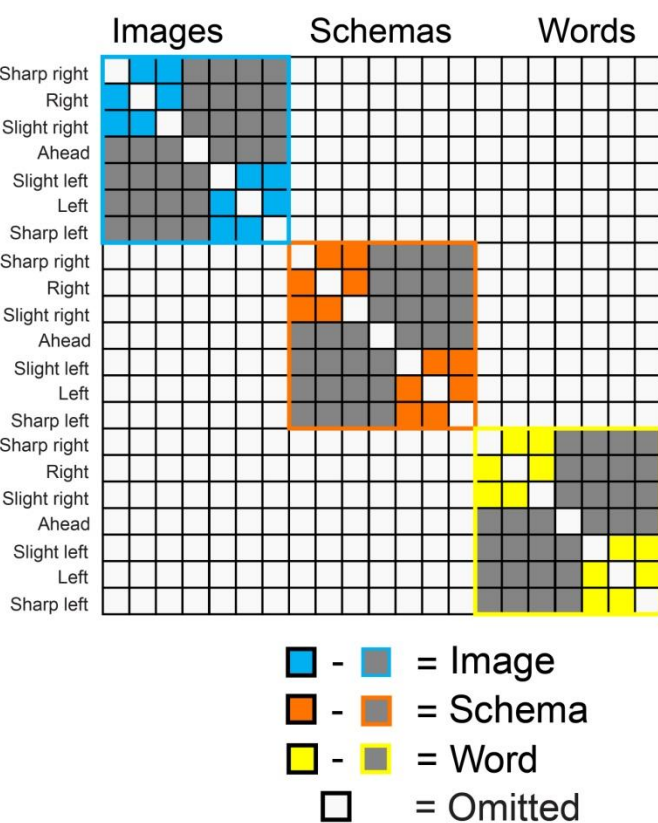 Images Schemas Words
Sharp right
Right
Slight right
Ahead
Slight left
Left
Sharp left
Sharp right
Right
Slight right
Ahead
Slight left
Left
Sharp left
Sharp right
Right
Slight right
Ahead
Slight left
Left
Sharp left
- = Image
- = Schema
- = Word
= Omitted